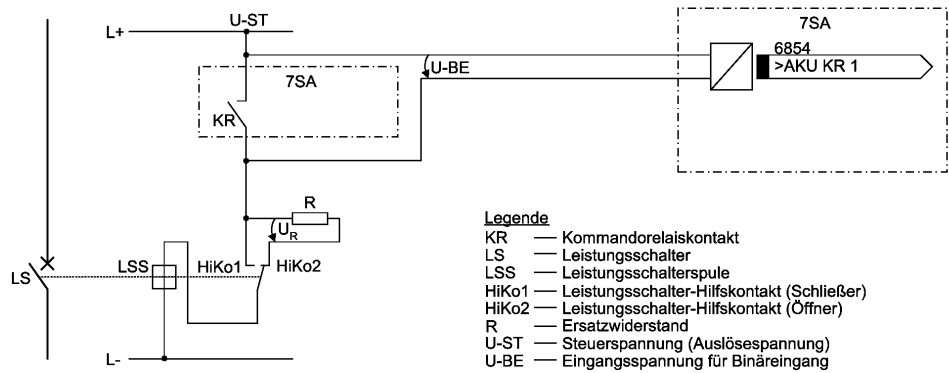 U-ST
L+
7SA
7SA
6854
>AKU KR 1
U-BE
KR
R
UR
LS
LSS
HiKo1
HiKo2
L-
Legende
KR — Kommandorelaiskontakt
LS — Leistungsschalter
LSS — Leistungsschalterspule
HiKo1 — Leistungsschalter-Hilfskontakt (Schließer)
HiKo2 — Leistungsschalter-Hilfskontakt (Öffner)
R — Ersatzwiderstand
U-ST — Steuerspannung (Auslösespannung)
U-BE — Eingangsspannung für Binäreingang